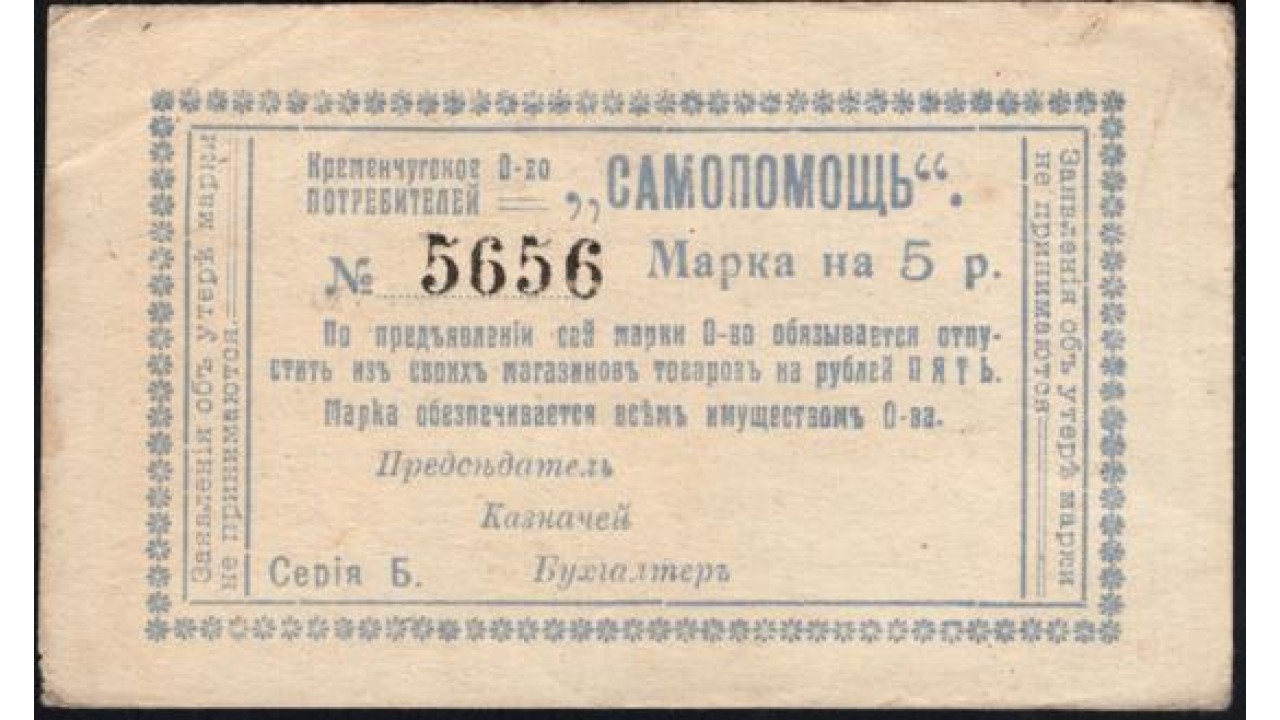 Заявленія объ утерѣ марки
не принимаются.
Кременчугское О-во
ПОТРЕБИТЕЛЕЙ
„САМОПОМОЩЬ“.
№ 5656 Марка на 5 р.
По предъявленіи сей марки О-во обязывается отпу-
стить изъ своихъ магазиновъ товаровъ на рублей ПЯТЬ.
Марка обезпечивается всѣмъ имуществомъ О-ва.
Предсѣдатель
Казначей
Серія Б. Бухгалтеръ
Заявленія объ утерѣ марки
не принимаются